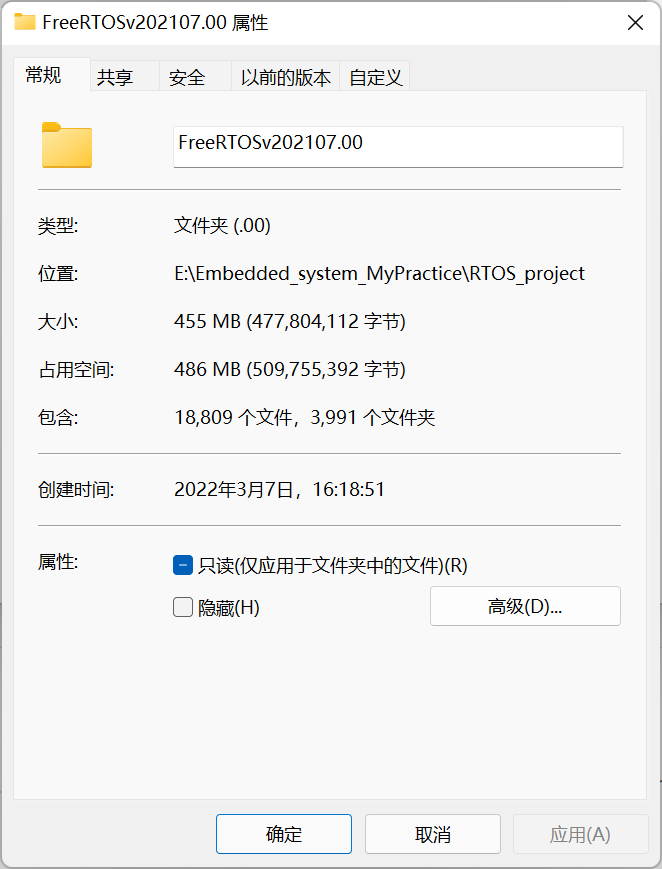 FreeRTOSv202107.00 属性
常规 共享 安全 以前的版本 自定义
FreeRTOSv202107.00
类型: 文件夹 (.00)
位置: E:\Embedded_system_MyPractice\RTOS_project
大小: 455 MB (477,804,112 字节)
占用空间: 486 MB (509,755,392 字节)
包含: 18,809 个文件，3,991 个文件夹
创建时间: 2022年3月7日，16:18:51
属性: 只读(仅应用于文件夹中的文件)(R)
隐藏(H) 高级(D)...
确定 取消 应用(A)